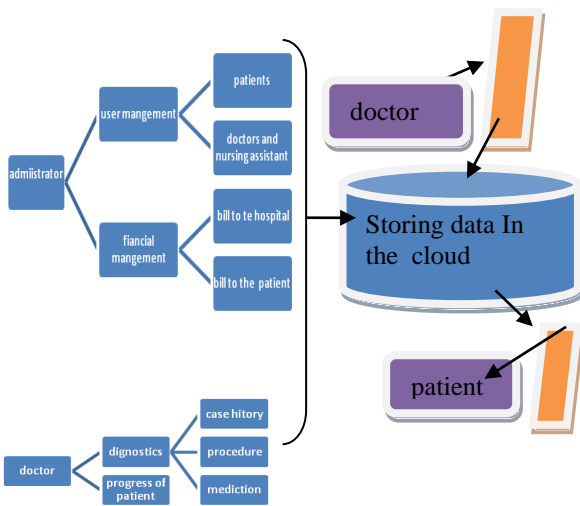 admiistrator
user mangement
patients
doctors and
nursing assistant
fiancial
mangement
bill to te hospital
bill to the patient
doctor
dignostics
progress of
patient
case hitory
procedure
mediction
doctor
Storing data In
the cloud
patient